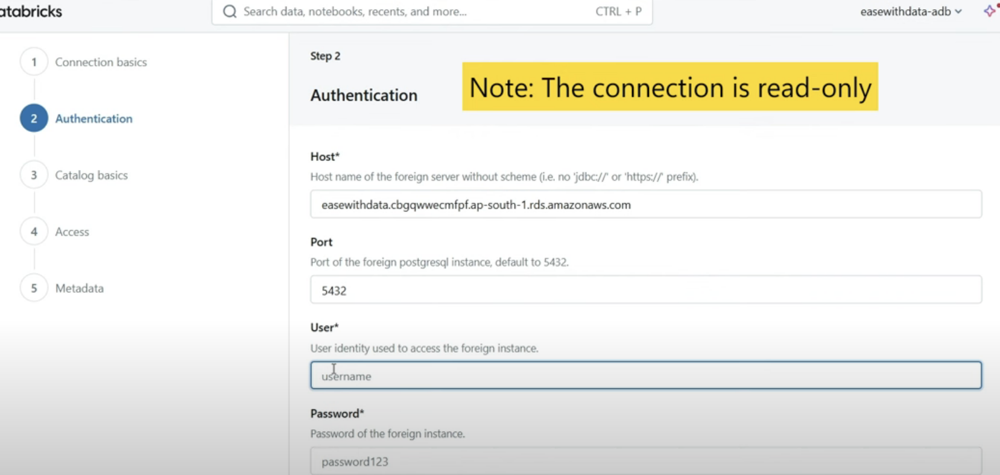 atabricks
Search data, notebooks, recents, and more...
CTRL + P
easewithdata-adb
1 Connection basics
2 Authentication
3 Catalog basics
4 Access
5 Metadata
Step 2
Authentication
Note: The connection is read-only
Host*
Host name of the foreign server without scheme (i.e. no 'jdbc://' or 'https://' prefix).
easewithdata.cbgqwwecmfpf.ap-south-1.rds.amazonaws.com
Port
Port of the foreign postgresql instance, default to 5432.
5432
User*
User identity used to access the foreign instance.
username
Password*
Password of the foreign instance.
password123